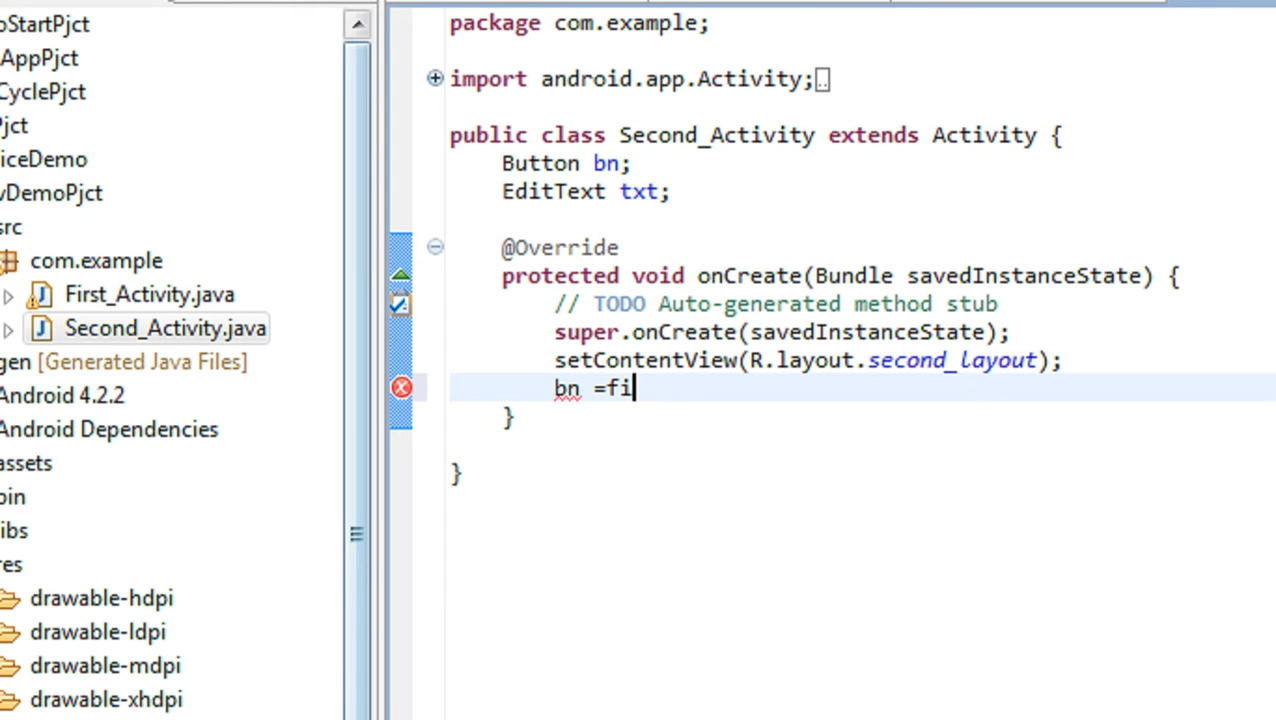 oStartPjct
AppPjct
CyclePjct
Pjct
iceDemo
vDemoPjct
src
com.example
First_Activity.java
Second_Activity.java
gen [Generated Java Files]
Android 4.2.2
Android Dependencies
assets
bin
libs
res
drawable-hdpi
drawable-ldpi
drawable-mdpi
drawable-xhdpi
package com.example;
import android.app.Activity;
public class Second_Activity extends Activity {
Button bn;
EditText txt;
@Override
protected void onCreate(Bundle savedInstanceState) {
// TODO Auto-generated method stub
super.onCreate(savedInstanceState);
setContentView(R.layout.second_layout);
bn =fi
}
}